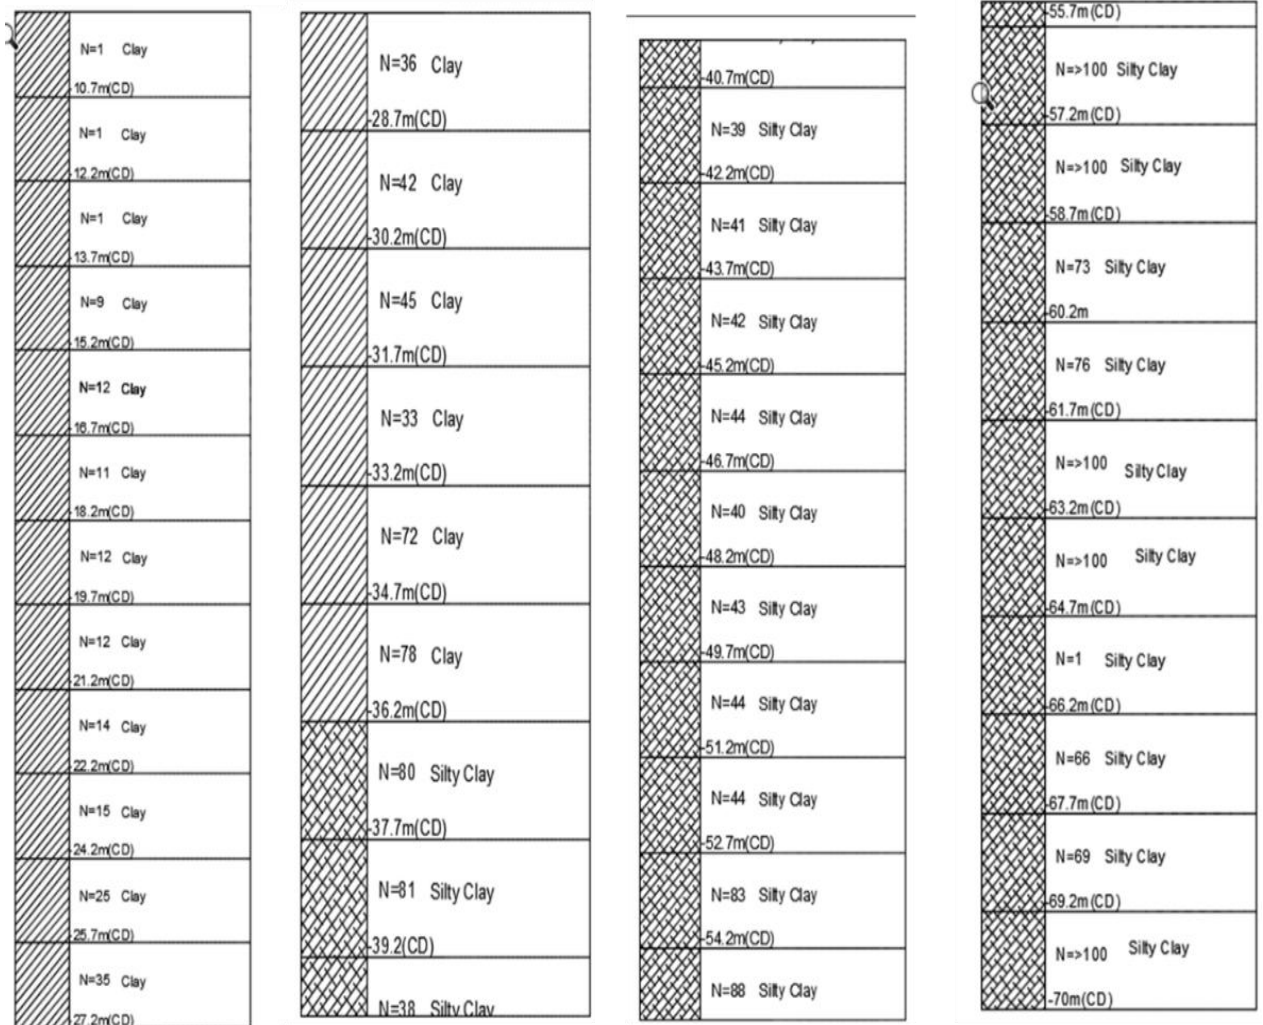 N=1 Clay
-10.7m(CD)
N=1 Clay
-12.2m(CD)
N=1 Clay
-13.7m(CD)
N=9 Clay
-15.2m(CD)
N=12 Clay
-16.7m(CD)
N=11 Clay
-18.2m(CD)
N=12 Clay
-19.7m(CD)
N=12 Clay
-21.2m(CD)
N=14 Clay
-22.2m(CD)
N=15 Clay
-24.2m(CD)
N=25 Clay
-25.7m(CD)
N=35 Clay
-27.2m(CD)
N=36 Clay
-28.7m(CD)
N=42 Clay
-30.2m(CD)
N=45 Clay
-31.7m(CD)
N=33 Clay
-33.2m(CD)
N=72 Clay
-34.7m(CD)
N=78 Clay
-36.2m(CD)
N=80 Silty Clay
-37.7m(CD)
N=81 Silty Clay
-39.2(CD)
N=38 Silty Clay
-40.7m(CD)
N=39 Silty Clay
-42.2m(CD)
N=41 Silty Clay
-43.7m(CD)
N=42 Silty Clay
-45.2m(CD)
N=44 Silty Clay
-46.7m(CD)
N=40 Silty Clay
-48.2m(CD)
N=43 Silty Clay
-49.7m(CD)
N=44 Silty Clay
-51.2m(CD)
N=44 Silty Clay
-52.7m(CD)
N=83 Silty Clay
-54.2m(CD)
N=88 Silty Clay
-55.7m(CD)
N=>100 Silty Clay
-57.2m(CD)
N=>100 Silty Clay
-58.7m(CD)
N=73 Silty Clay
-60.2m
N=76 Silty Clay
-61.7m(CD)
N=>100 Silty Clay
-63.2m(CD)
N=>100 Silty Clay
-64.7m(CD)
N=1 Silty Clay
-66.2m(CD)
N=66 Silty Clay
-67.7m(CD)
N=69 Silty Clay
-69.2m(CD)
N=>100 Silty Clay
-70m(CD)